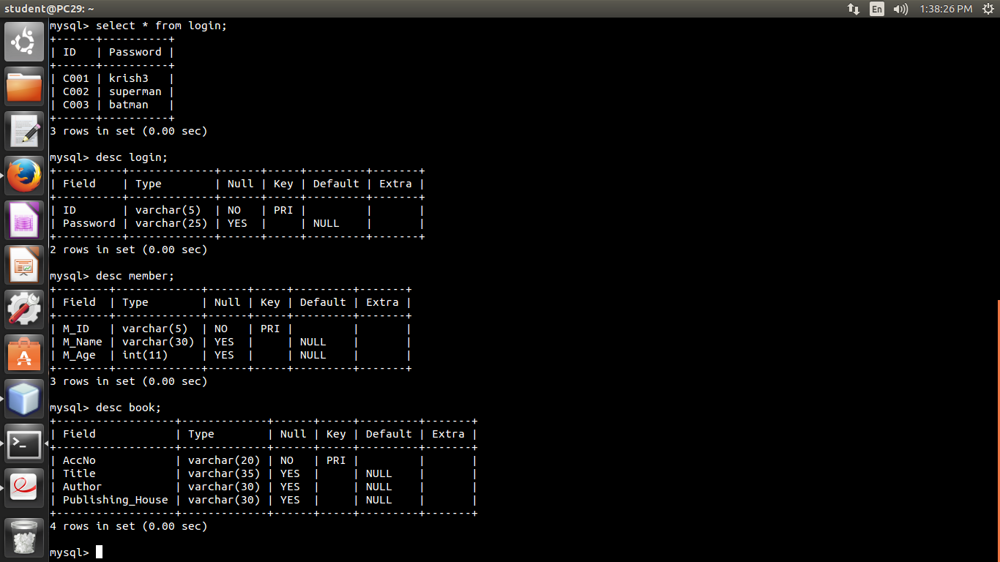 student@PC29: ~ En 1:38:26 PM
mysql> select * from login;
+------+----------+
| ID   | Password |
+------+----------+
| C001 | krish3   |
| C002 | superman |
| C003 | batman   |
+------+----------+
3 rows in set (0.00 sec)

mysql> desc login;
+----------+-------------+------+-----+---------+-------+
| Field    | Type        | Null | Key | Default | Extra |
+----------+-------------+------+-----+---------+-------+
| ID       | varchar(5)  | NO   | PRI |         |       |
| Password | varchar(25) | YES  |     | NULL    |       |
+----------+-------------+------+-----+---------+-------+
2 rows in set (0.00 sec)

mysql> desc member;
+--------+-------------+------+-----+---------+-------+
| Field  | Type        | Null | Key | Default | Extra |
+--------+-------------+------+-----+---------+-------+
| M_ID   | varchar(5)  | NO   | PRI |         |       |
| M_Name | varchar(30) | YES  |     | NULL    |       |
| M_Age  | int(11)     | YES  |     | NULL    |       |
+--------+-------------+------+-----+---------+-------+
3 rows in set (0.00 sec)

mysql> desc book;
+------------------+-------------+------+-----+---------+-------+
| Field            | Type        | Null | Key | Default | Extra |
+------------------+-------------+------+-----+---------+-------+
| AccNo            | varchar(20) | NO   | PRI |         |       |
| Title            | varchar(35) | YES  |     | NULL    |       |
| Author           | varchar(30) | YES  |     | NULL    |       |
| Publishing_House | varchar(30) | YES  |     | NULL    |       |
+------------------+-------------+------+-----+---------+-------+
4 rows in set (0.00 sec)

mysql>